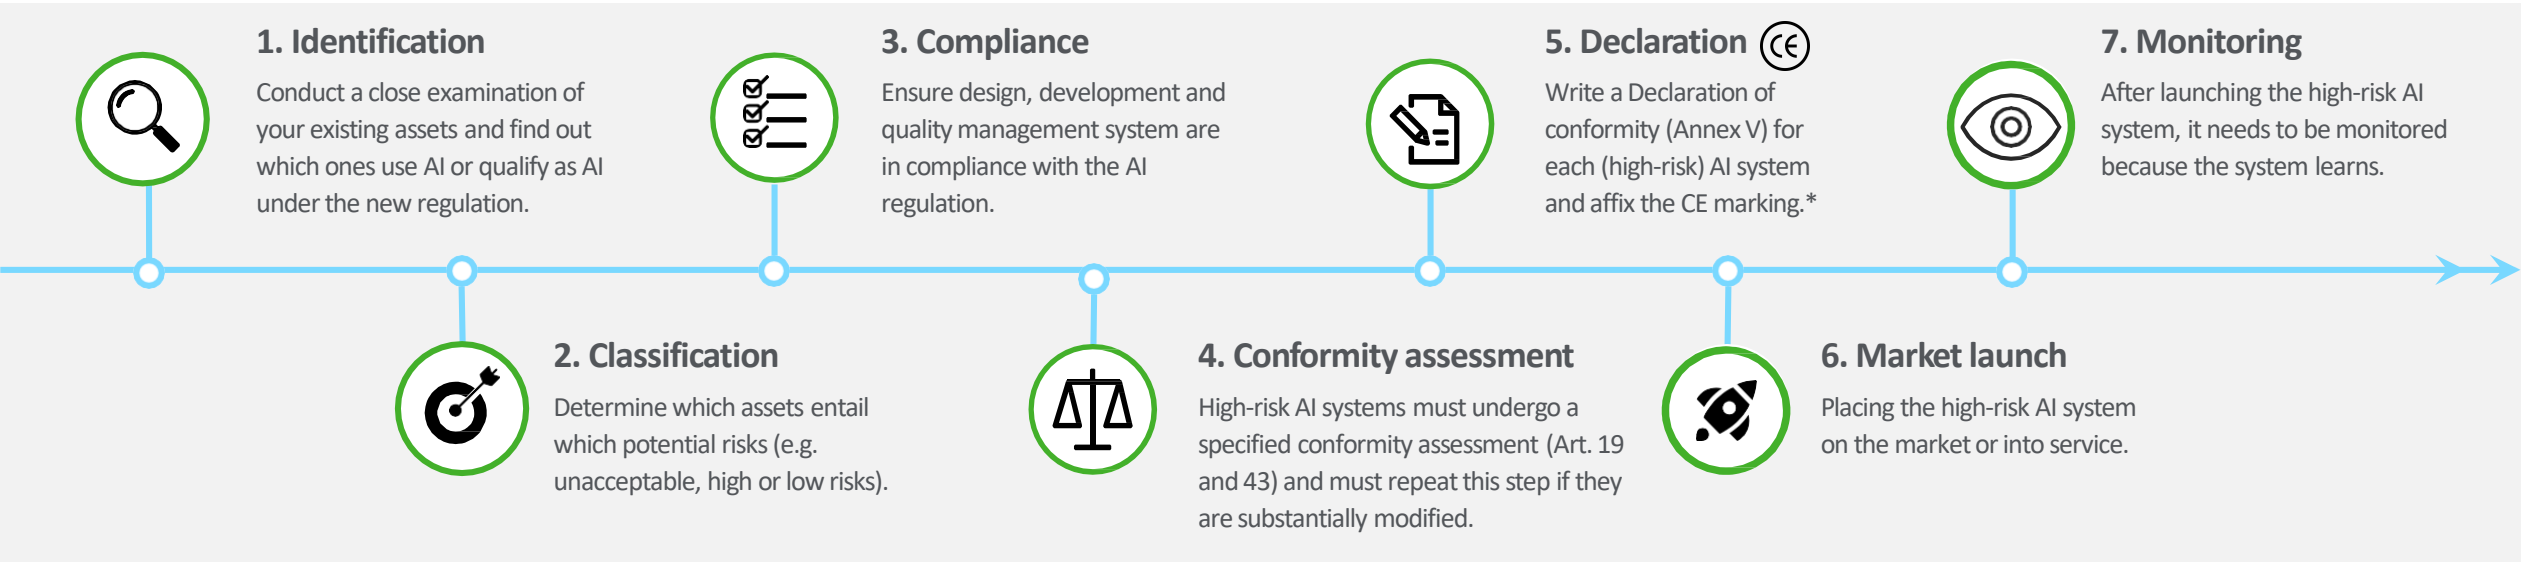 1. Identification
Conduct a close examination of
your existing assets and find out
which ones use AI or qualify as AI
under the new regulation.
2. Classification
Determine which assets entail
which potential risks (e.g.
unacceptable, high or low risks).
3. Compliance
Ensure design, development and
quality management system are
in compliance with the AI
regulation.
4. Conformity assessment
High-risk AI systems must undergo a
specified conformity assessment (Art. 19
and 43) and must repeat this step if they
are substantially modified.
5. Declaration CE
Write a Declaration of
conformity (Annex V) for
each (high-risk) AI system
and affix the CE marking.*
6. Market launch
Placing the high-risk AI system
on the market or into service.
7. Monitoring
After launching the high-risk AI
system, it needs to be monitored
because the system learns.